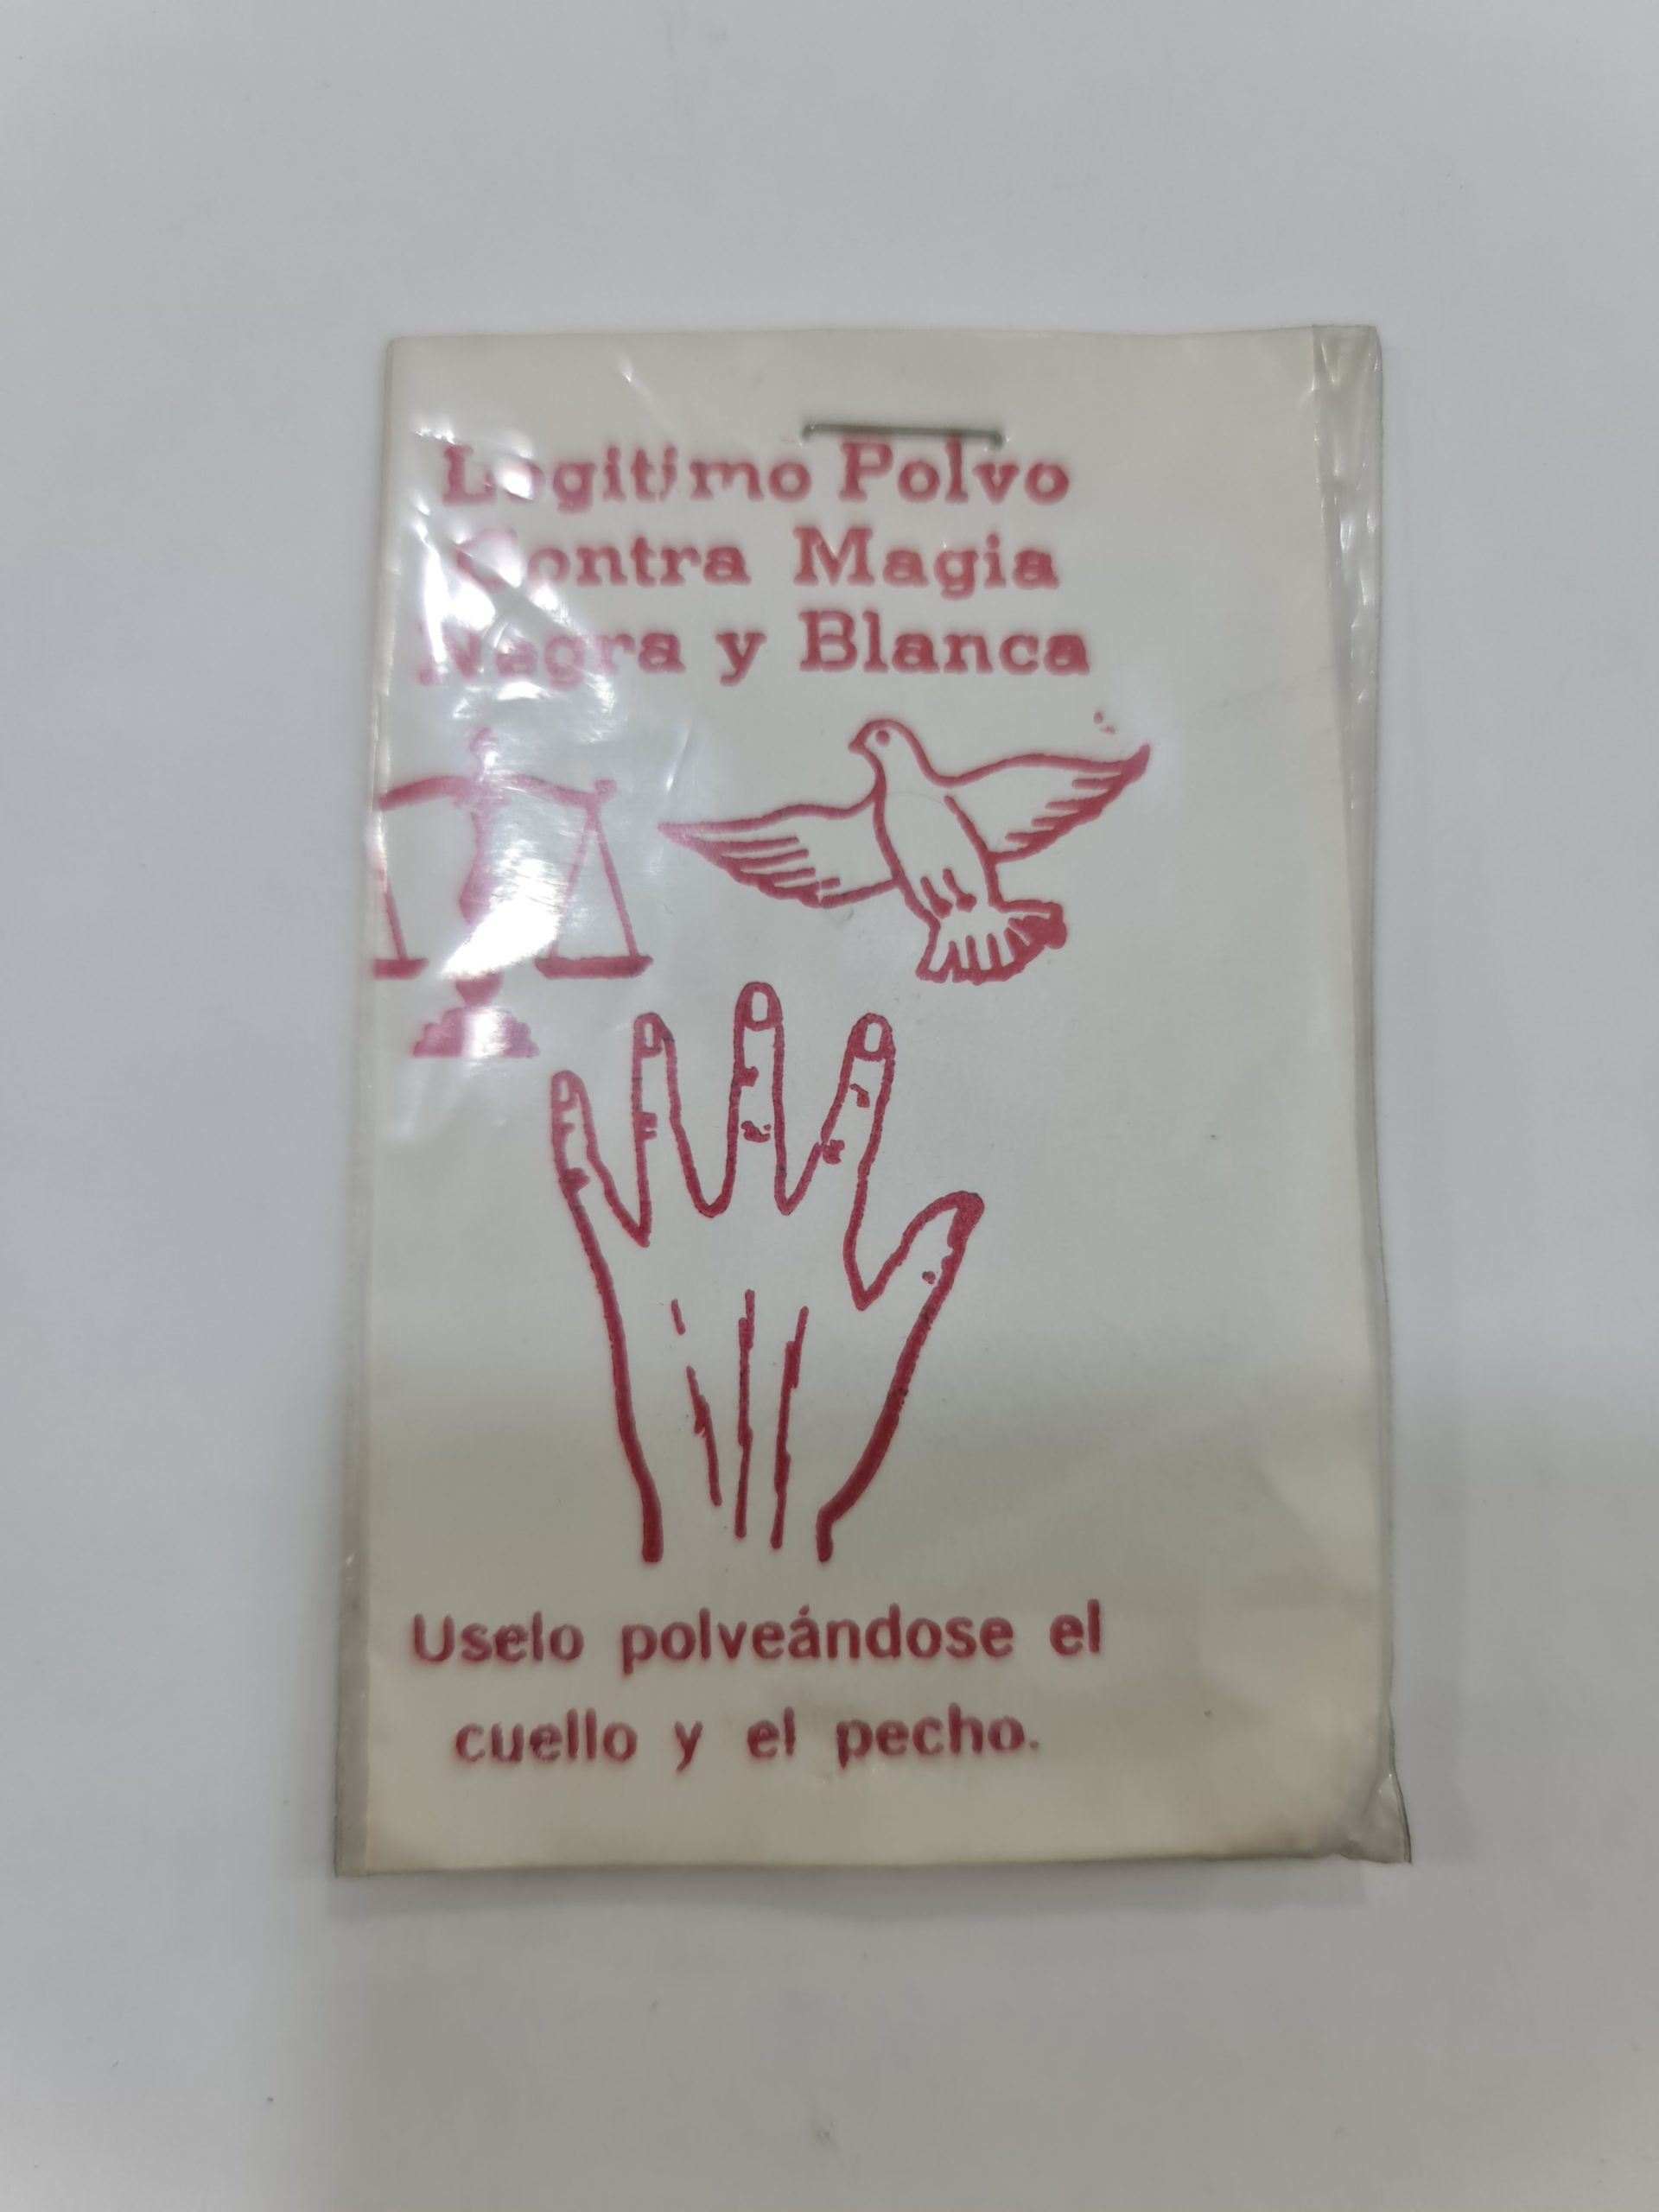 Legitimo Polvo
Contra Magia
Negra y Blanca
Uselo polveándose el
cuello y el pecho.